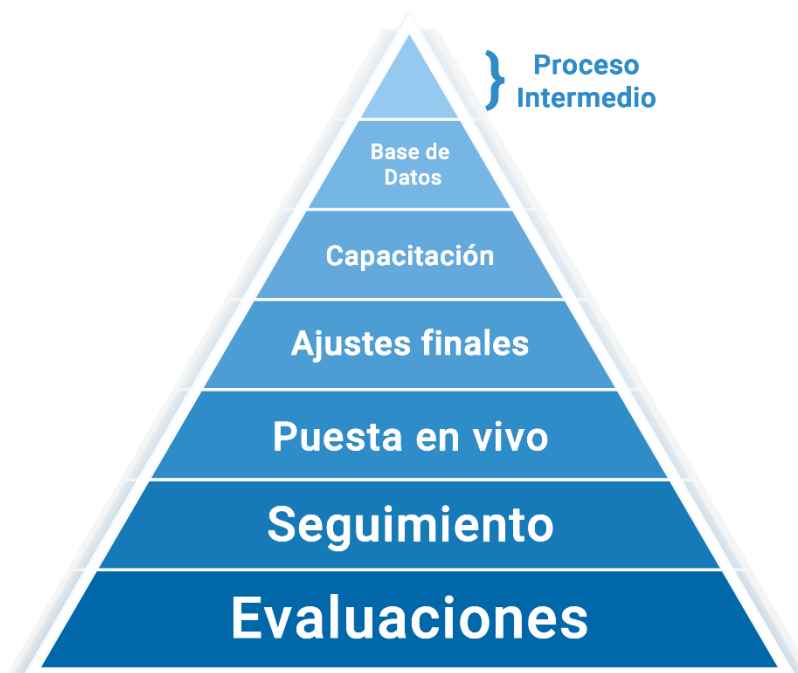 Proceso
Intermedio
Base de
Datos
Capacitación
Ajustes finales
Puesta en vivo
Seguimiento
Evaluaciones